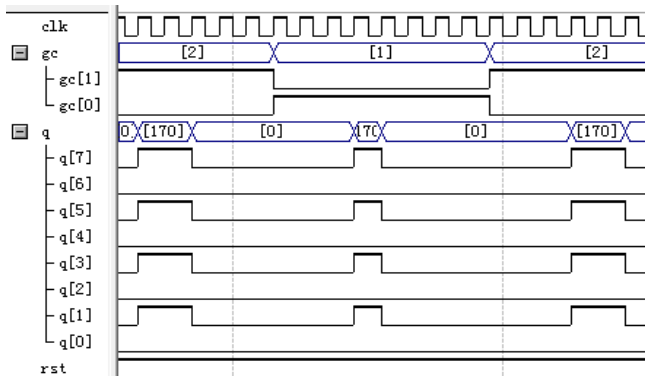 clk
gc [2] [1] [2]
gc[1]
gc[0]
q 0 [170] [0] 170 [0] [170]
q[7]
q[6]
q[5]
q[4]
q[3]
q[2]
q[1]
q[0]
rst